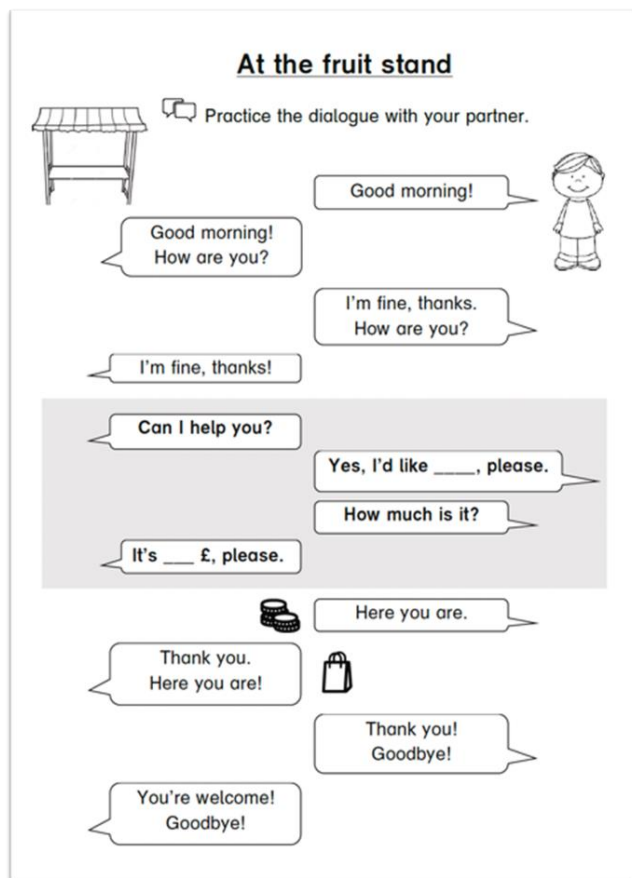 At the fruit stand
Practice the dialogue with your partner.
Good morning!
Good morning!
How are you?
I'm fine, thanks.
How are you?
I'm fine, thanks!
Can I help you?
Yes, I'd like ____, please.
How much is it?
It's ___ £, please.
Here you are.
Thank you.
Here you are!
Thank you!
Goodbye!
You're welcome!
Goodbye!